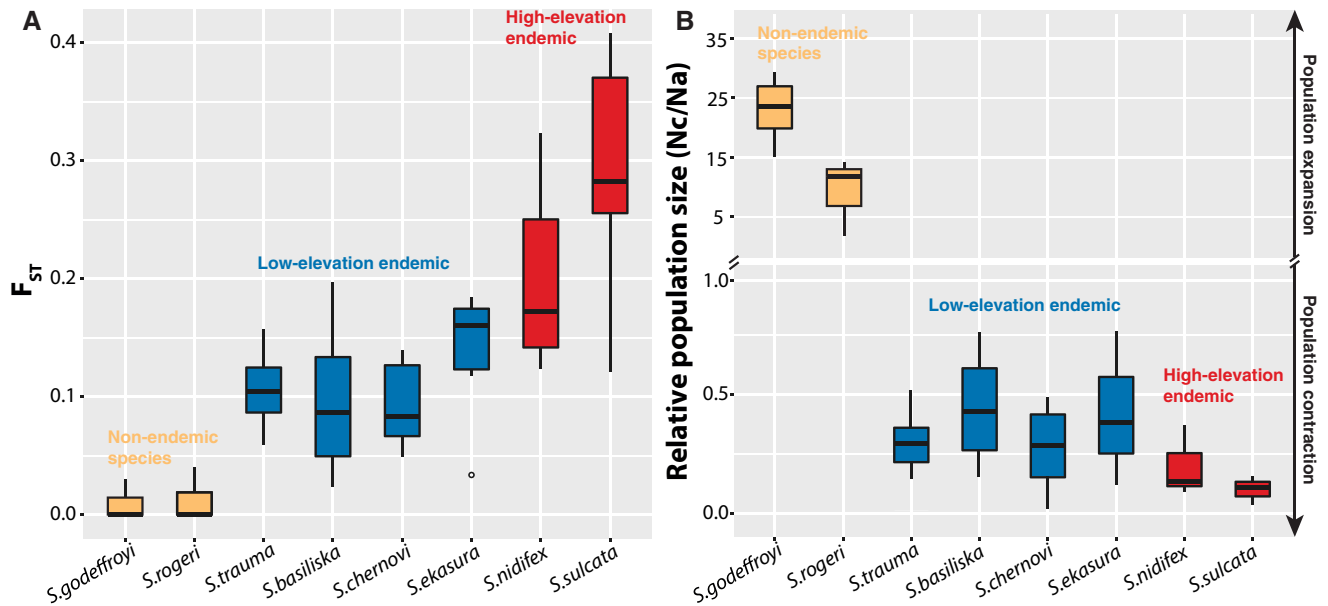 A
High-elevation
endemic
0.4
0.3
0.2
0.1
0.0
F_ST
Low-elevation endemic
Non-endemic
species
S.godeffroyi
S.rogeri
S.trauma
S.basiliska
S.chernovi
S.ekasura
S.nidifex
S.sulcata
B
Non-endemic
species
35
25
15
5
1.0
0.5
0.0
Relative population size (Nc/Na)
Low-elevation endemic
High-elevation
endemic
Population expansion
Population contraction
S.godeffroyi
S.rogeri
S.trauma
S.basiliska
S.chernovi
S.ekasura
S.nidifex
S.sulcata